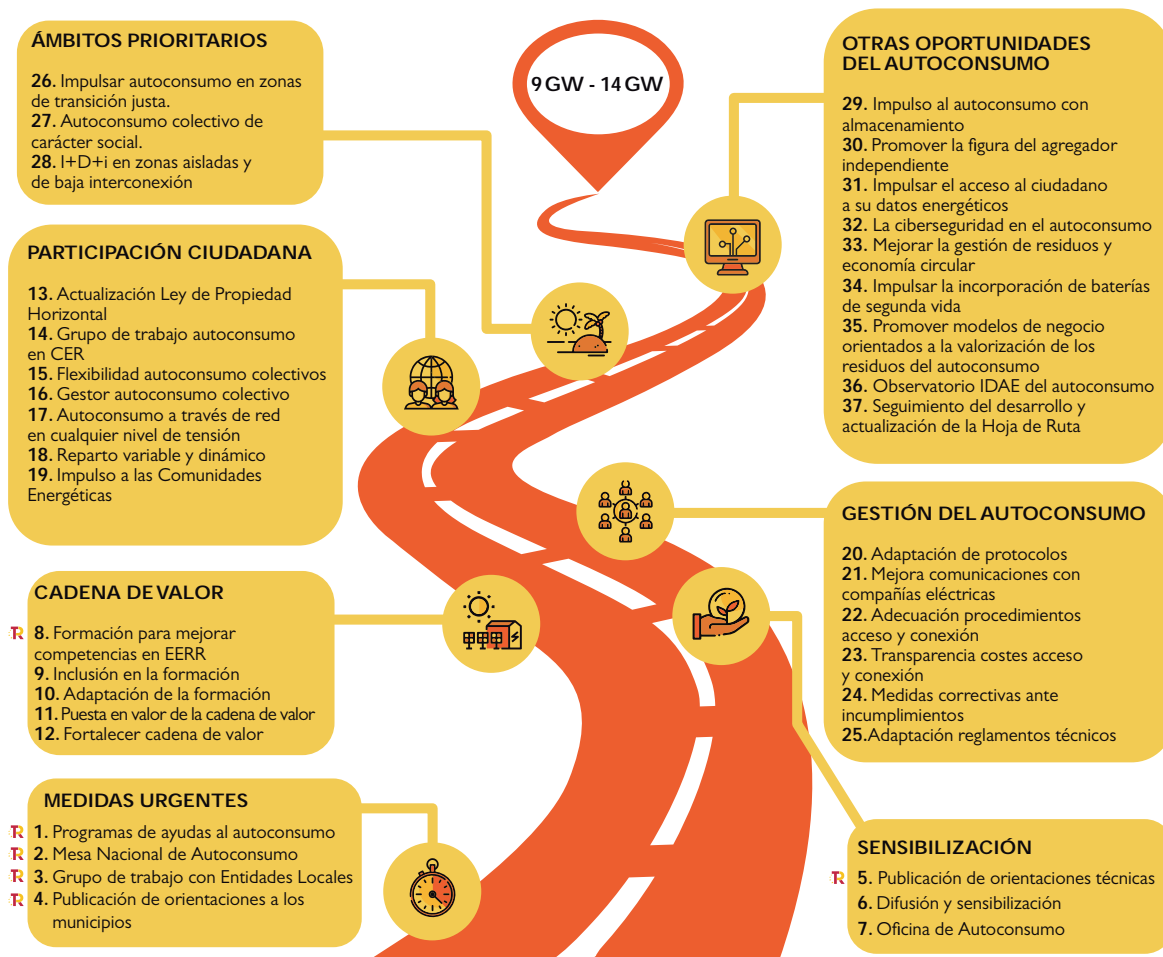 ÁMBITOS PRIORITARIOS
26. Impulsar autoconsumo en zonas
de transición justa.
27. Autoconsumo colectivo de
carácter social.
28. I+D+i en zonas aisladas y
de baja interconexión
9 GW - 14 GW
OTRAS OPORTUNIDADES
DEL AUTOCONSUMO
29. Impulso al autoconsumo con
almacenamiento
30. Promover la figura del agregador
independiente
31. Impulsar el acceso al ciudadano
a su datos energéticos
32. La ciberseguridad en el autoconsumo
33. Mejorar la gestión de residuos y
economía circular
34. Impulsar la incorporación de baterías
de segunda vida
35. Promover modelos de negocio
orientados a la valorización de los
residuos del autoconsumo
36. Observatorio IDAE del autoconsumo
37. Seguimiento del desarrollo y
actualización de la Hoja de Ruta
PARTICIPACIÓN CIUDADANA
13. Actualización Ley de Propiedad
Horizontal
14. Grupo de trabajo autoconsumo
en CER
15. Flexibilidad autoconsumo colectivos
16. Gestor autoconsumo colectivo
17. Autoconsumo a través de red
en cualquier nivel de tensión
18. Reparto variable y dinámico
19. Impulso a las Comunidades
Energéticas
GESTIÓN DEL AUTOCONSUMO
20. Adaptación de protocolos
21. Mejora comunicaciones con
compañías eléctricas
22. Adecuación procedimientos
acceso y conexión
23. Transparencia costes acceso
y conexión
24. Medidas correctivas ante
incumplimientos
25.Adaptación reglamentos técnicos
CADENA DE VALOR
TR 8. Formación para mejorar
competencias en EERR
9. Inclusión en la formación
10. Adaptación de la formación
11. Puesta en valor de la cadena de valor
12. Fortalecer cadena de valor
MEDIDAS URGENTES
TR 1. Programas de ayudas al autoconsumo
TR 2. Mesa Nacional de Autoconsumo
TR 3. Grupo de trabajo con Entidades Locales
TR 4. Publicación de orientaciones a los
municipios
SENSIBILIZACIÓN
TR 5. Publicación de orientaciones técnicas
6. Difusión y sensibilización
7. Oficina de Autoconsumo